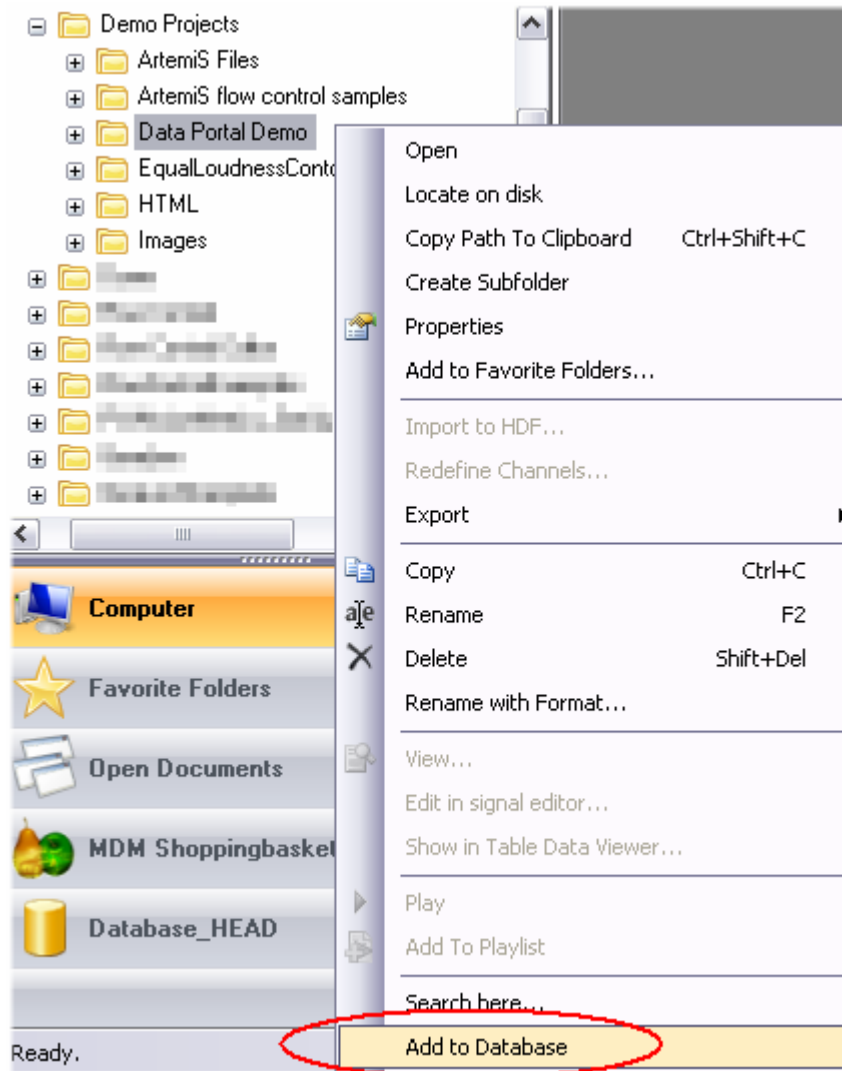 Demo Projects
ArtemiS Files
ArtemiS flow control samples
Data Portal Demo
HTML
Images
Computer
Favorite Folders
Open Documents
MDM Shoppingbasket
Database_HEAD
Ready.
Open
Locate on disk
Copy Path To Clipboard Ctrl+Shift+C
Create Subfolder
Properties
Add to Favorite Folders...
Import to HDF...
Redefine Channels...
Export
Copy Ctrl+C
Rename F2
Delete Shift+Del
Rename with Format...
View...
Edit in signal editor...
Show in Table Data Viewer...
Play
Add To Playlist
Search here...
Add to Database